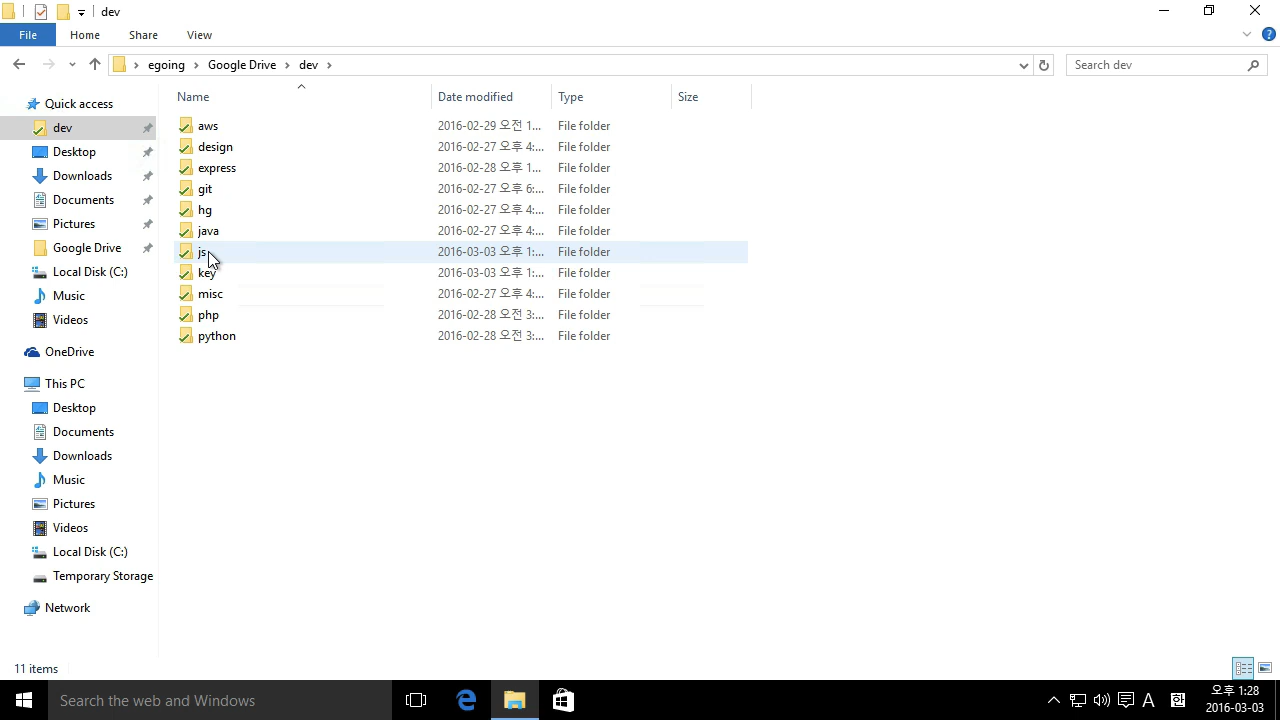 dev
File Home Share View
egoing Google Drive dev
Search dev
Name Date modified Type Size
Quick access
dev
Desktop
Downloads
Documents
Pictures
Google Drive
Local Disk (C:)
Music
Videos
OneDrive
This PC
Desktop
Documents
Downloads
Music
Pictures
Videos
Local Disk (C:)
Temporary Storage
Network
aws 2016-02-29 오전 1... File folder
design 2016-02-27 오후 4:... File folder
express 2016-02-28 오후 1... File folder
git 2016-02-27 오후 6:... File folder
hg 2016-02-27 오후 4:... File folder
java 2016-02-27 오후 4:... File folder
js 2016-03-03 오후 1:... File folder
key 2016-03-03 오후 1:... File folder
misc 2016-02-27 오후 4:... File folder
php 2016-02-28 오전 3:... File folder
python 2016-02-28 오전 3:... File folder
11 items
Search the web and Windows
A 한 오후 1:28
2016-03-03